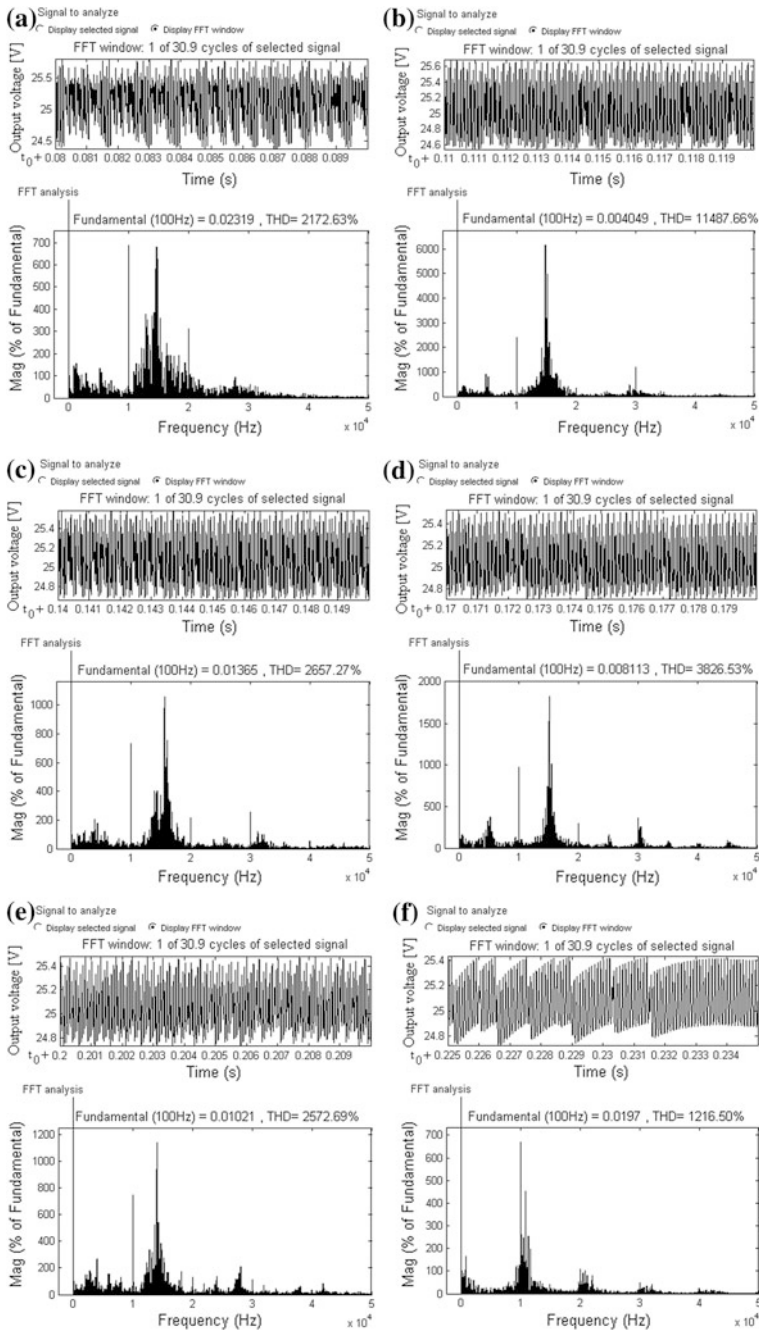 (a) Signal to analyze
Display selected signal Display FFT window
FFT window: 1 of 30.9 cycles of selected signal
Output voltage [V]
25.5
25
24.5
t0+
0.08 0.081 0.082 0.083 0.084 0.085 0.086 0.087 0.088 0.089
Time (s)
FFT analysis
Fundamental (100Hz) = 0.02319 , THD= 2172.63%
Mag (% of Fundamental)
700
600
500
400
300
200
100
0
0 1 2 3 4 5
Frequency (Hz)
x 10^4
(b) Signal to analyze
Display selected signal Display FFT window
FFT window: 1 of 30.9 cycles of selected signal
Output voltage [V]
25.6
25.4
25.2
25
24.8
24.6
t0+
0.11 0.111 0.112 0.113 0.114 0.115 0.116 0.117 0.118 0.119
Time (s)
FFT analysis
Fundamental (100Hz) = 0.004049 , THD= 11487.66%
Mag (% of Fundamental)
6000
5000
4000
3000
2000
1000
0
0 1 2 3 4 5
Frequency (Hz)
x 10^4
(c) Signal to analyze
Display selected signal Display FFT window
FFT window: 1 of 30.9 cycles of selected signal
Output voltage [V]
25.4
25.2
25
24.8
t0+
0.14 0.141 0.142 0.143 0.144 0.145 0.146 0.147 0.148 0.149
Time (s)
FFT analysis
Fundamental (100Hz) = 0.01365 , THD= 2657.27%
Mag (% of Fundamental)
1000
800
600
400
200
0
0 1 2 3 4 5
Frequency (Hz)
x 10^4
(d) Signal to analyze
Display selected signal Display FFT window
FFT window: 1 of 30.9 cycles of selected signal
Output voltage [V]
25.4
25.2
25
24.8
t0+
0.17 0.171 0.172 0.173 0.174 0.175 0.176 0.177 0.178 0.179
Time (s)
FFT analysis
Fundamental (100Hz) = 0.008113 , THD= 3826.53%
Mag (% of Fundamental)
2000
1500
1000
500
0
0 1 2 3 4 5
Frequency (Hz)
x 10^4
(e) Signal to analyze
Display selected signal Display FFT window
FFT window: 1 of 30.9 cycles of selected signal
Output voltage [V]
25.4
25.2
25
24.8
t0+
0.2 0.201 0.202 0.203 0.204 0.205 0.206 0.207 0.208 0.209
Time (s)
FFT analysis
Fundamental (100Hz) = 0.01021 , THD= 2572.69%
Mag (% of Fundamental)
1200
1000
800
600
400
200
0
0 1 2 3 4 5
Frequency (Hz)
x 10^4
(f) Signal to analyze
Display selected signal Display FFT window
FFT window: 1 of 30.9 cycles of selected signal
Output voltage [V]
25.4
25.2
25
24.8
t0+
0.225 0.226 0.227 0.228 0.229 0.23 0.231 0.232 0.233 0.234
Time (s)
FFT analysis
Fundamental (100Hz) = 0.0197 , THD= 1216.50%
Mag (% of Fundamental)
700
600
500
400
300
200
100
0
0 1 2 3 4 5
Frequency (Hz)
x 10^4